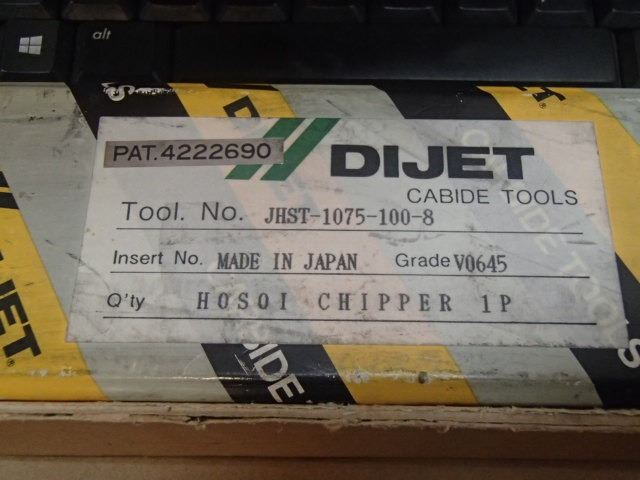 alt
PAT.4222690
DIJET
CABIDE TOOLS
Tool. No. JHST-1075-100-8
Insert No. MADE IN JAPAN Grade V0645
Q'ty HOSOI CHIPPER 1P